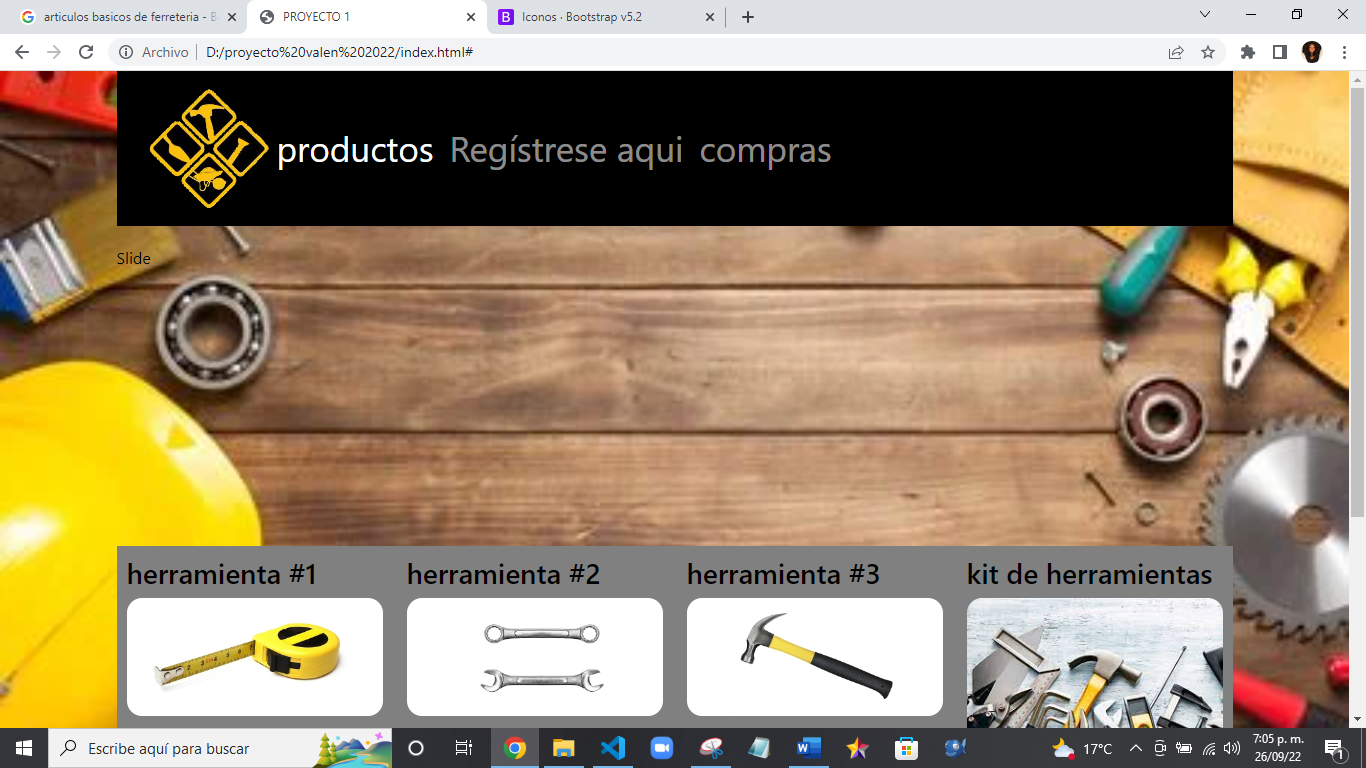 articulos basicos de ferreteria - B
PROYECTO 1
Iconos · Bootstrap v5.2
Archivo
D:/proyecto%20valen%202022/index.html#
productos Regístrese aqui compras
Slide
herramienta #1
herramienta #2
herramienta #3
kit de herramientas
Escribe aquí para buscar
17°C
7:05 p. m.
26/09/22
1